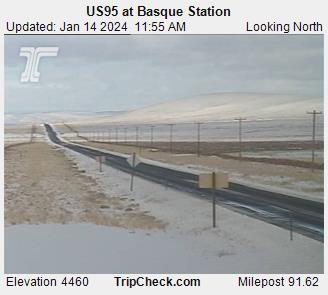 US95 at Basque Station
Updated: Jan 14 2024 11:55 AM Looking North
Elevation 4460 TripCheck.com Milepost 91.62